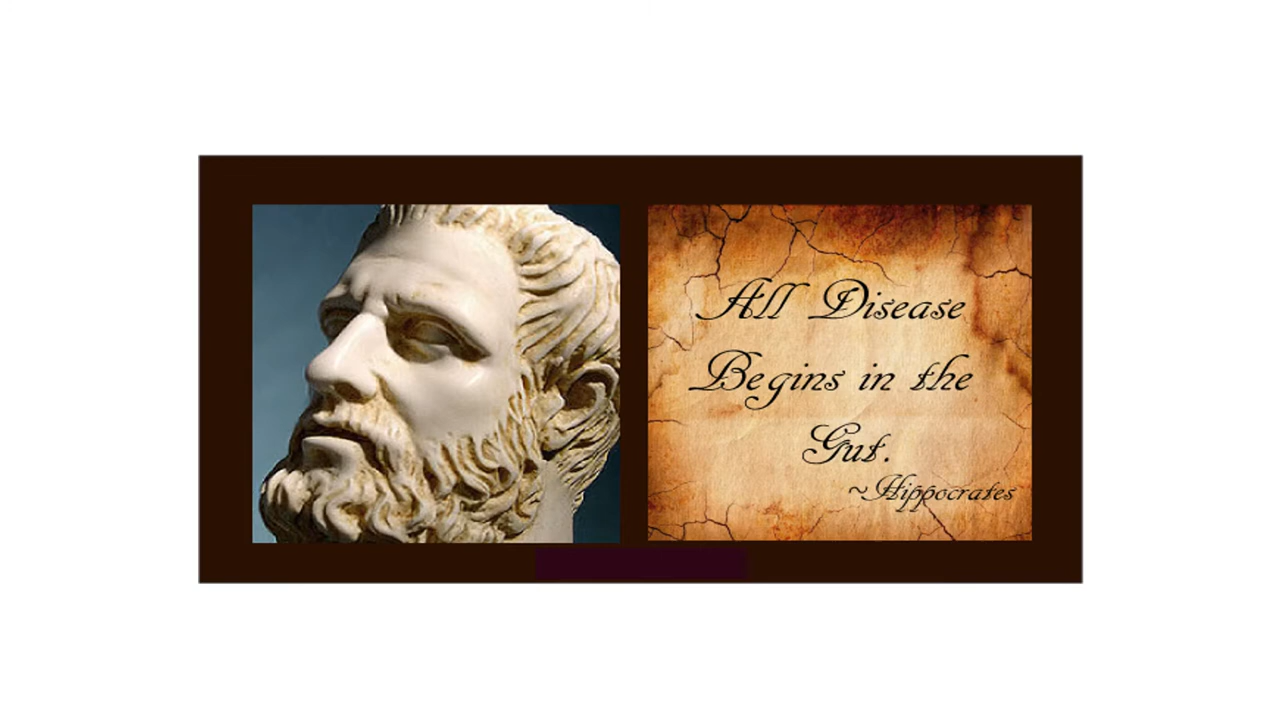 All Disease
Begins in the
Gut.
~Hippocrates